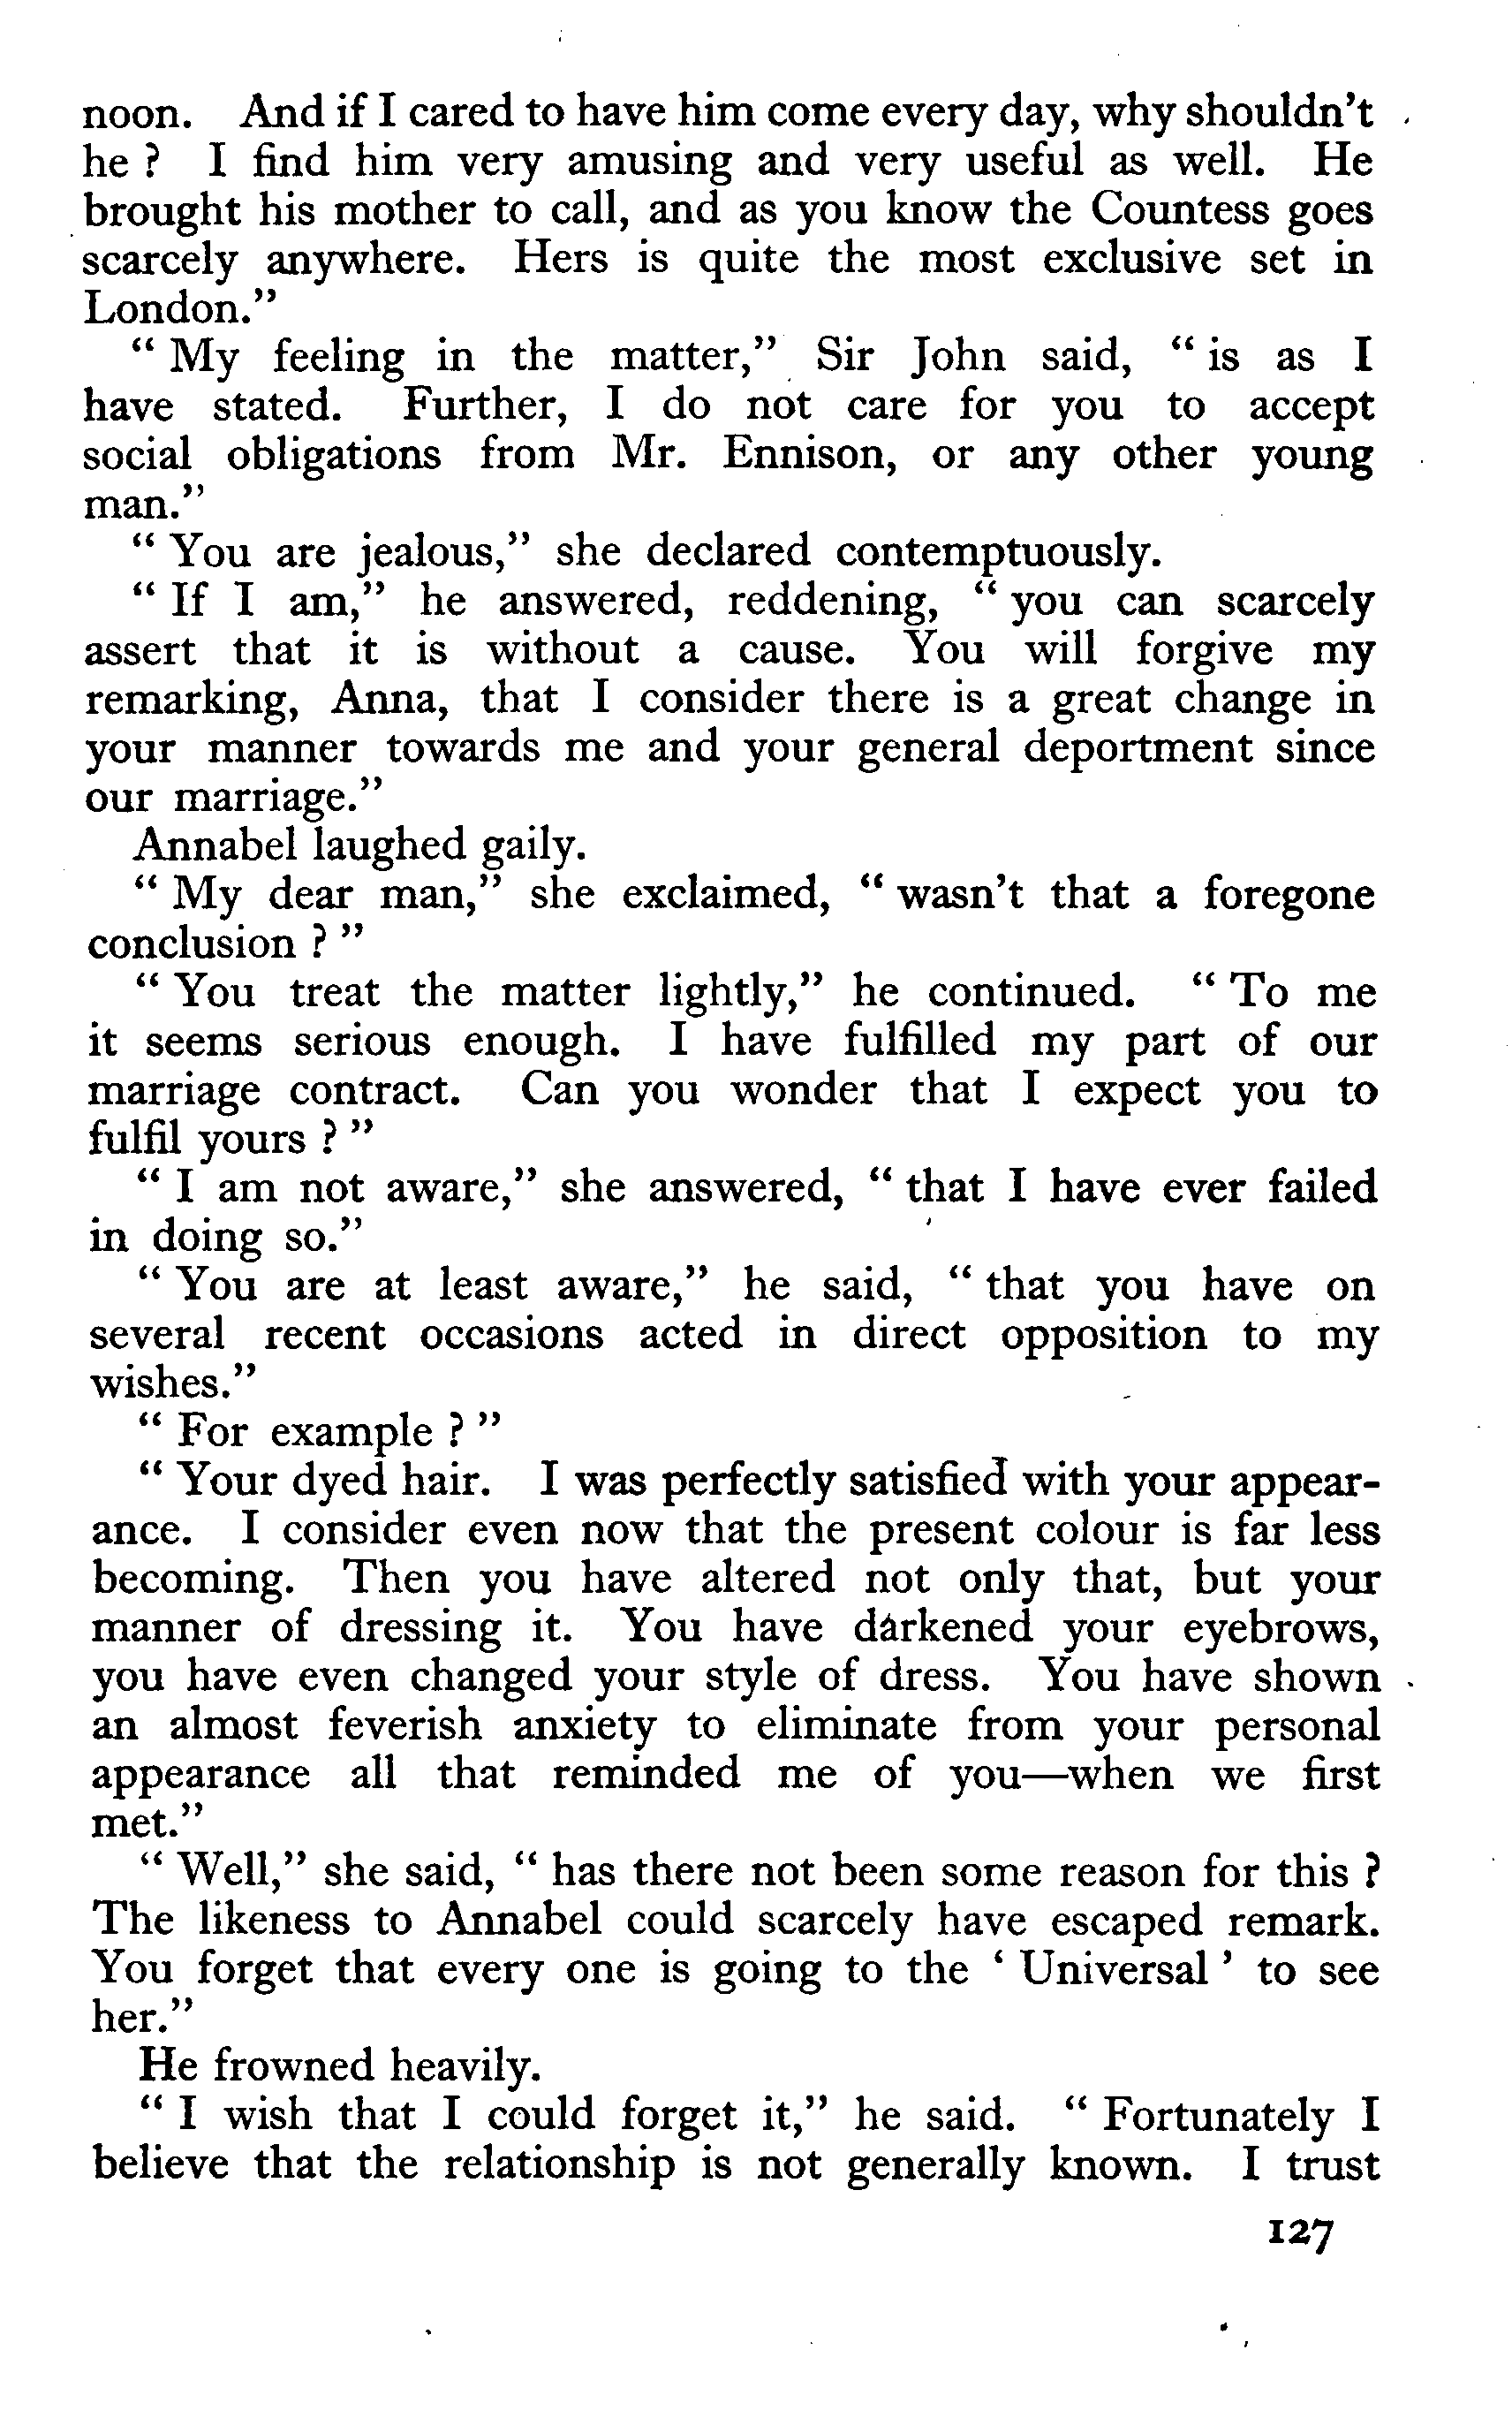 noon. And if I cared to have him come every day, why shouldn't
he ? I find him very amusing and very useful as well. He
brought his mother to call, and as you know the Countess goes
scarcely anywhere. Hers is quite the most exclusive set in
London."
" My feeling in the matter," Sir John said, " is as I
have stated. Further, I do not care for you to accept
social obligations from Mr. Ennison, or any other young
man."
" You are jealous," she declared contemptuously.
" If I am," he answered, reddening, " you can scarcely
assert that it is without a cause. You will forgive my
remarking, Anna, that I consider there is a great change in
your manner towards me and your general deportment since
our marriage."
Annabel laughed gaily.
" My dear man," she exclaimed, " wasn't that a foregone
conclusion ? "
" You treat the matter lightly," he continued. " To me
it seems serious enough. I have fulfilled my part of our
marriage contract. Can you wonder that I expect you to
fulfil yours ? "
" I am not aware," she answered, " that I have ever failed
in doing so."
" You are at least aware," he said, " that you have on
several recent occasions acted in direct opposition to my
wishes."
" For example ? "
" Your dyed hair. I was perfectly satisfied with your appear-
ance. I consider even now that the present colour is far less
becoming. Then you have altered not only that, but your
manner of dressing it. You have darkened your eyebrows,
you have even changed your style of dress. You have shown
an almost feverish anxiety to eliminate from your personal
appearance all that reminded me of you—when we first
met."
" Well," she said, " has there not been some reason for this ?
The likeness to Annabel could scarcely have escaped remark.
You forget that every one is going to the ' Universal ' to see
her."
He frowned heavily.
" I wish that I could forget it," he said. " Fortunately I
believe that the relationship is not generally known. I trust
127